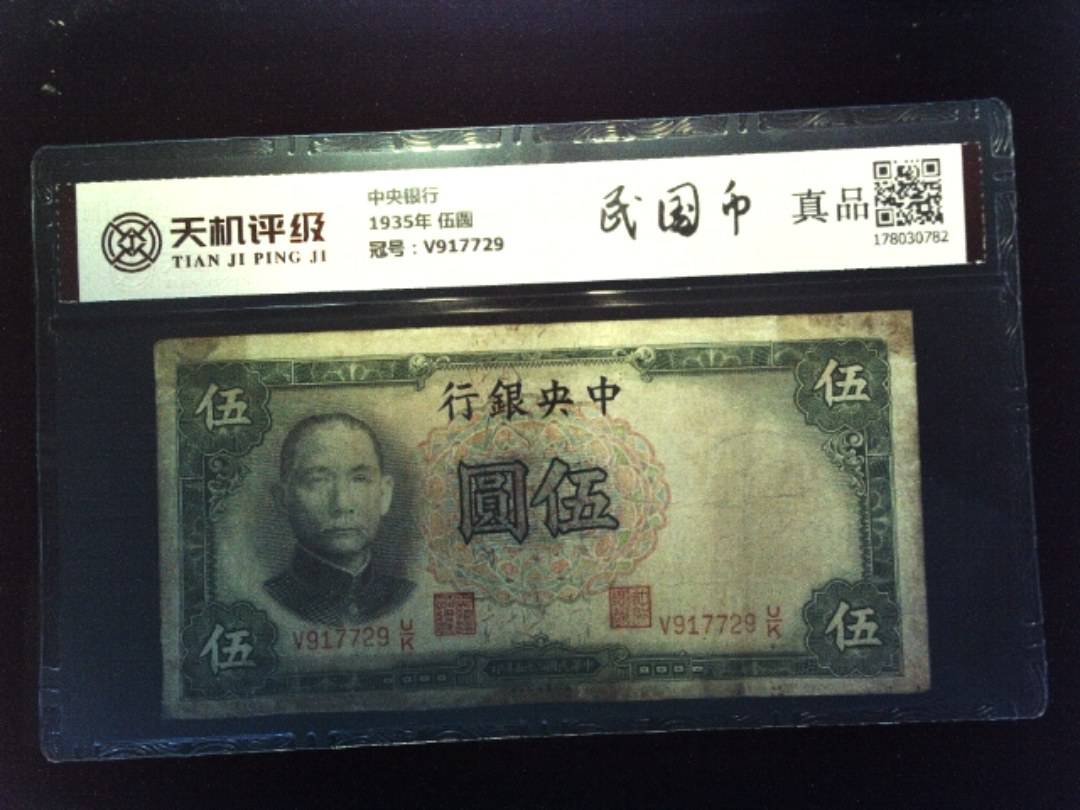 天机评级
TIAN JI PING JI
中央银行
1935年 伍圆
冠号：V917729
民国币
真品
178030782
伍
行銀央中
伍
圓伍
V917729 U/K
V917729 U/K
伍
伍